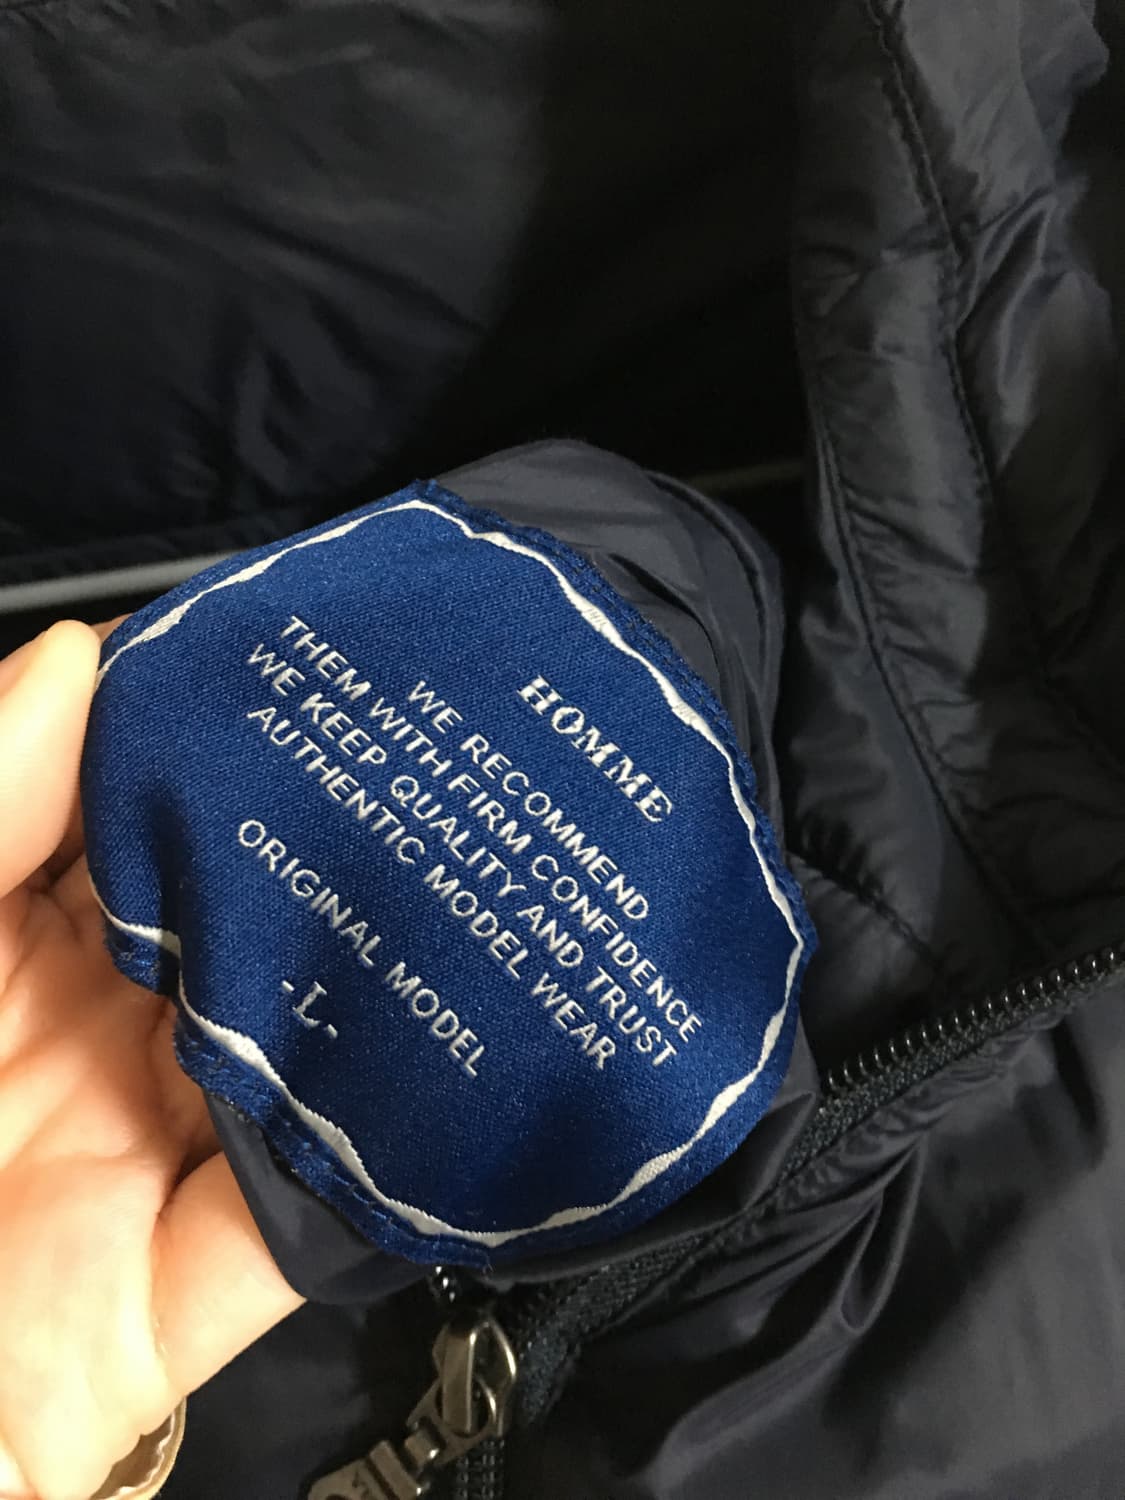 HOMME
WE RECOMMEND
THEM WITH FIRM CONFIDENCE
WE KEEP QUALITY AND TRUST
AUTHENTIC MODEL WEAR
ORIGINAL MODEL
-L-